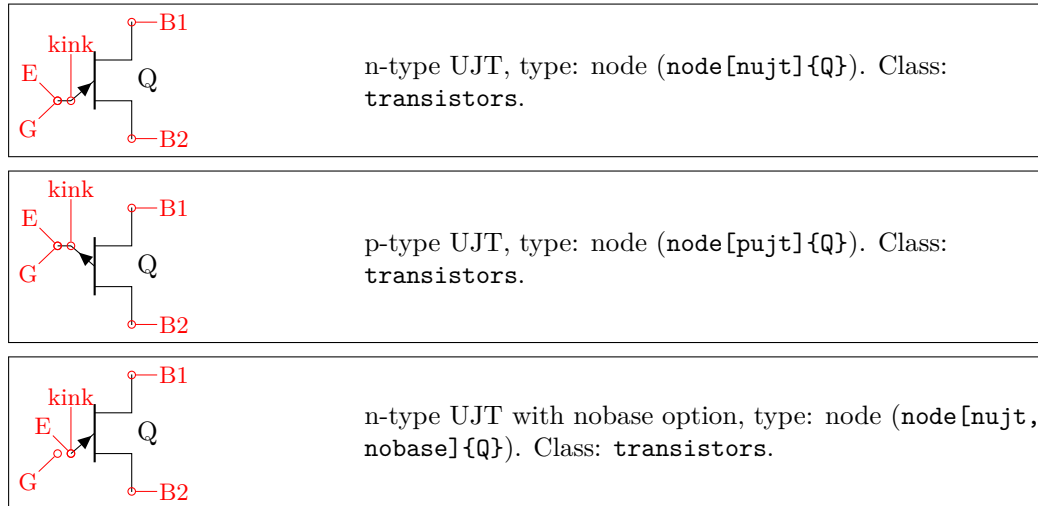 B1
kink
E
Q
G
B2
n-type UJT, type: node (node[nujt]{Q}). Class:
transistors.
kink
B1
E
G
Q
B2
p-type UJT, type: node (node[pujt]{Q}). Class:
transistors.
B1
kink
E
Q
G
B2
n-type UJT with nobase option, type: node (node[nujt,
nobase]{Q}). Class: transistors.